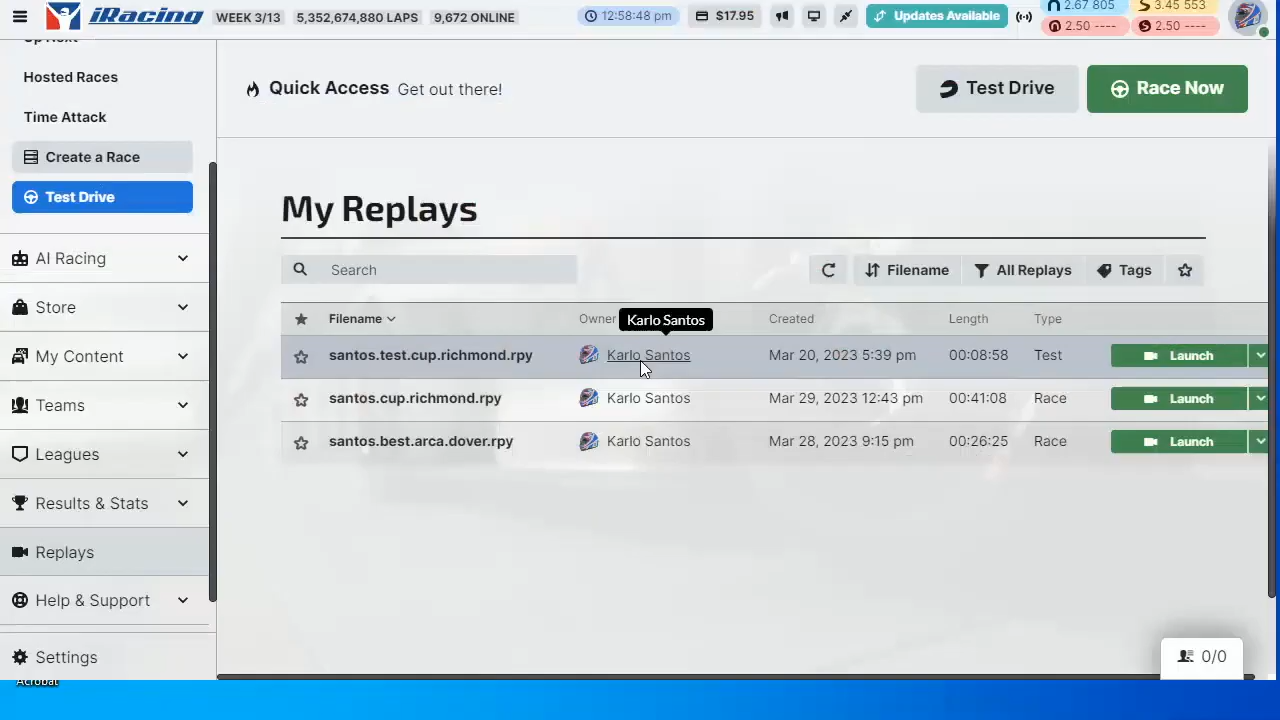 iRacing WEEK 3/13 5,352,674,880 LAPS 9,672 ONLINE 12:58:48 pm $17.95 Updates Available 2.67 805 3.45 553
2.50 ---- 2.50 ----
Up Next
Hosted Races
Time Attack
Create a Race
Test Drive
AI Racing
Store
My Content
Teams
Leagues
Results & Stats
Replays
Help & Support
Settings
Acrobat
Quick Access Get out there!
Test Drive
Race Now
My Replays
Search
Filename All Replays Tags
Filename Owner Karlo Santos Created Length Type
santos.test.cup.richmond.rpy Karlo Santos Mar 20, 2023 5:39 pm 00:08:58 Test Launch
santos.cup.richmond.rpy Karlo Santos Mar 29, 2023 12:43 pm 00:41:08 Race Launch
santos.best.arca.dover.rpy Karlo Santos Mar 28, 2023 9:15 pm 00:26:25 Race Launch
0/0